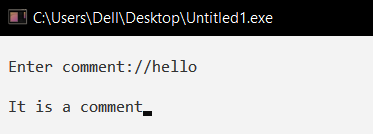 C:\Users\Dell\Desktop\Untitled1.exe
Enter comment://hello
It is a comment